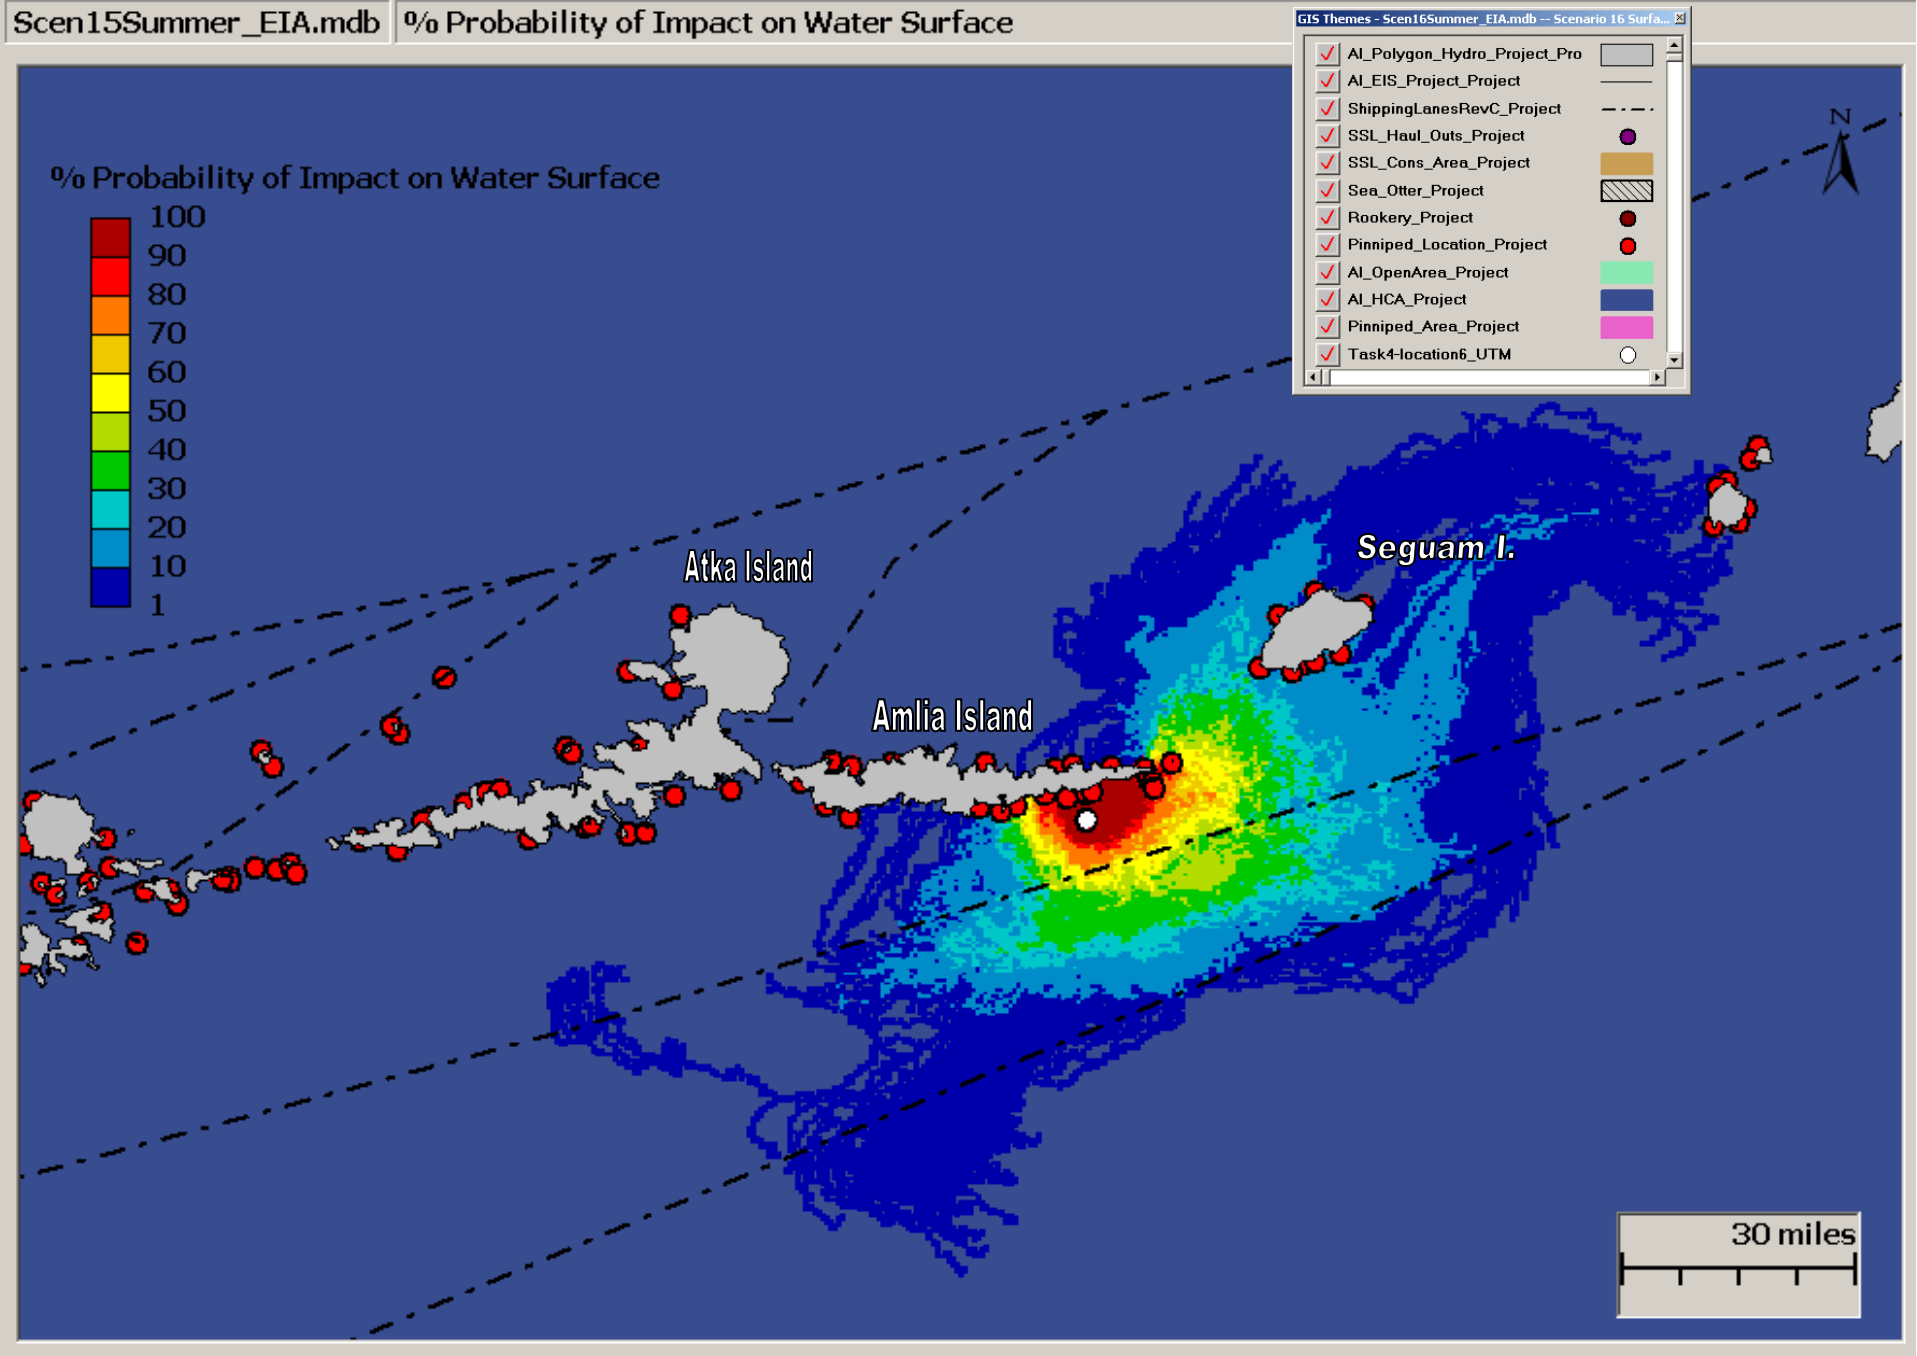 Scen15Summer_EIA.mdb
% Probability of Impact on Water Surface
GIS Themes - Scen16Summer_EIA.mdb -- Scenario 16 Surfa...
AI_Polygon_Hydro_Project_Pro
AI_EIS_Project_Project
ShippingLanesRevC_Project
SSL_Haul_Outs_Project
SSL_Cons_Area_Project
Sea_Otter_Project
Rookery_Project
Pinniped_Location_Project
AI_OpenArea_Project
AI_HCA_Project
Pinniped_Area_Project
Task4-location6_UTM
N
% Probability of Impact on Water Surface
100
90
80
70
60
50
40
30
20
10
1
Seguam I.
Atka Island
Amlia Island
30 miles